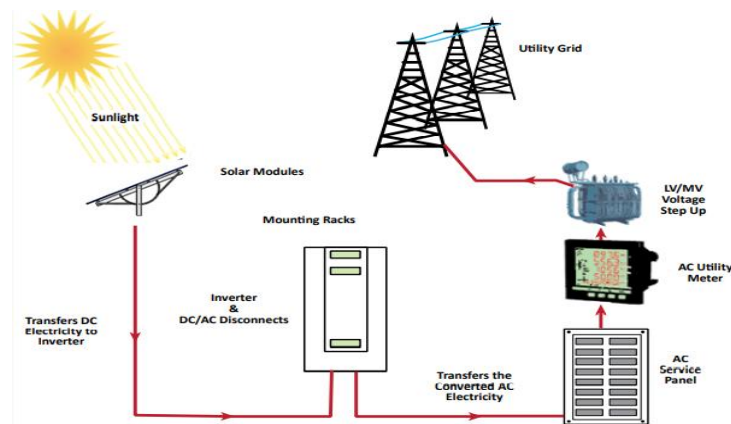 Sunlight
Solar Modules
Mounting Racks
Transfers DC
Electricity to
Inverter
Inverter
&
DC/AC Disconnects
Transfers the
Converted AC
Electricity
AC
Service
Panel
AC Utility
Meter
LV/MV
Voltage
Step Up
Utility Grid